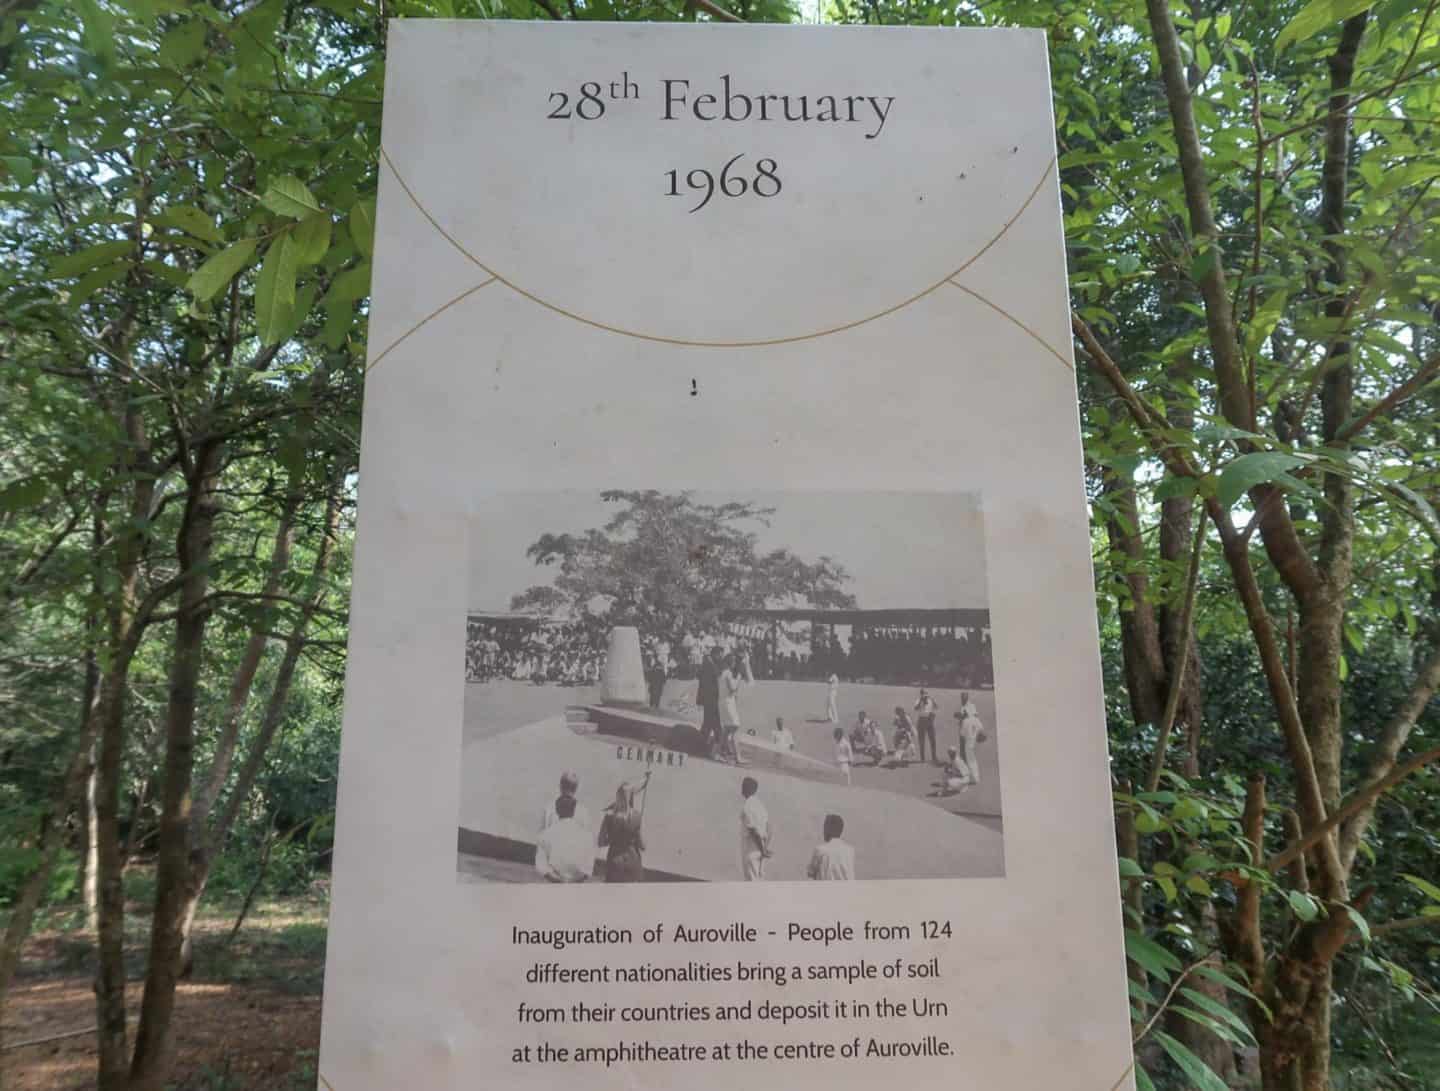 28th February
1968
GERMANY
Inauguration of Auroville - People from 124
different nationalities bring a sample of soil
from their countries and deposit it in the Urn
at the amphitheatre at the centre of Auroville.